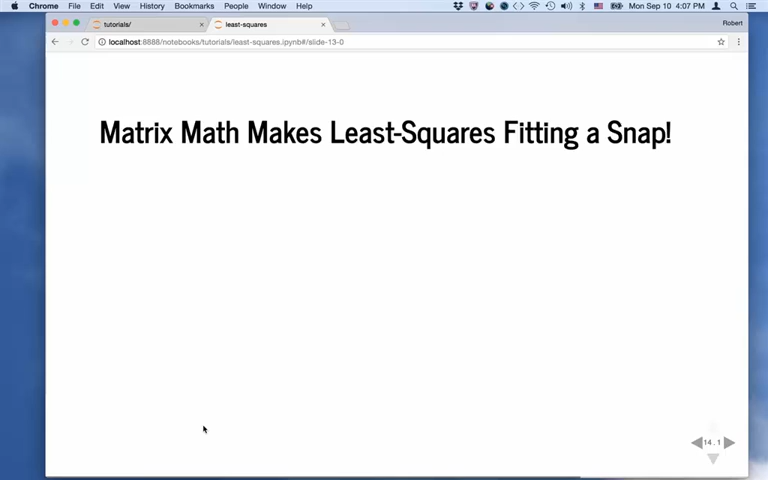 Chrome File Edit View History Bookmarks People Window Help Mon Sep 10 4:07 PM
tutorials/ least-squares Robert
localhost:8888/notebooks/tutorials/least-squares.ipynb#/slide-13-0
Matrix Math Makes Least-Squares Fitting a Snap!
14.1